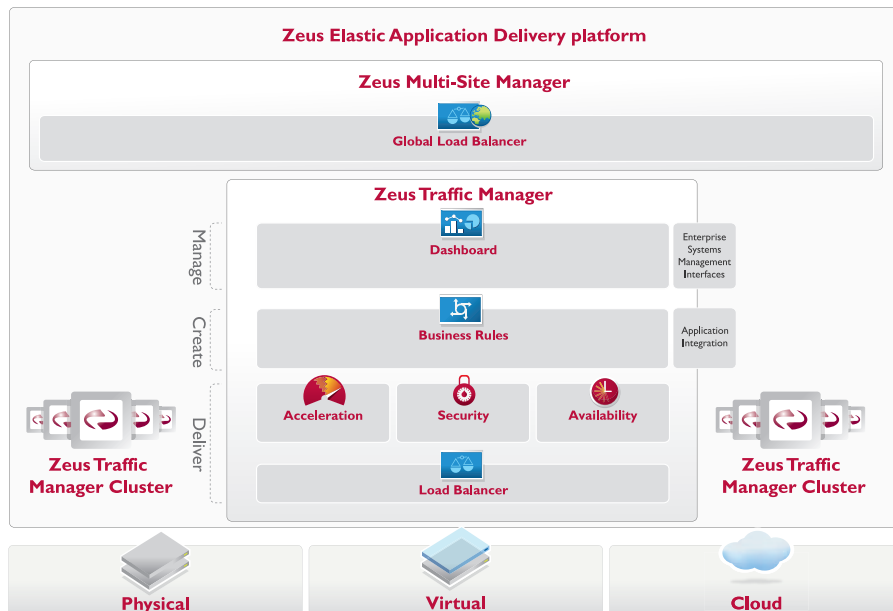 Zeus Elastic Application Delivery platform
Zeus Multi-Site Manager
Global Load Balancer
Zeus Traffic Manager
Manage
Dashboard
Enterprise
Systems
Management
Interfaces
Create
Business Rules
Application
Integration
Deliver
Acceleration
Security
Availability
Load Balancer
Zeus Traffic
Manager Cluster
Zeus Traffic
Manager Cluster
Physical
Virtual
Cloud